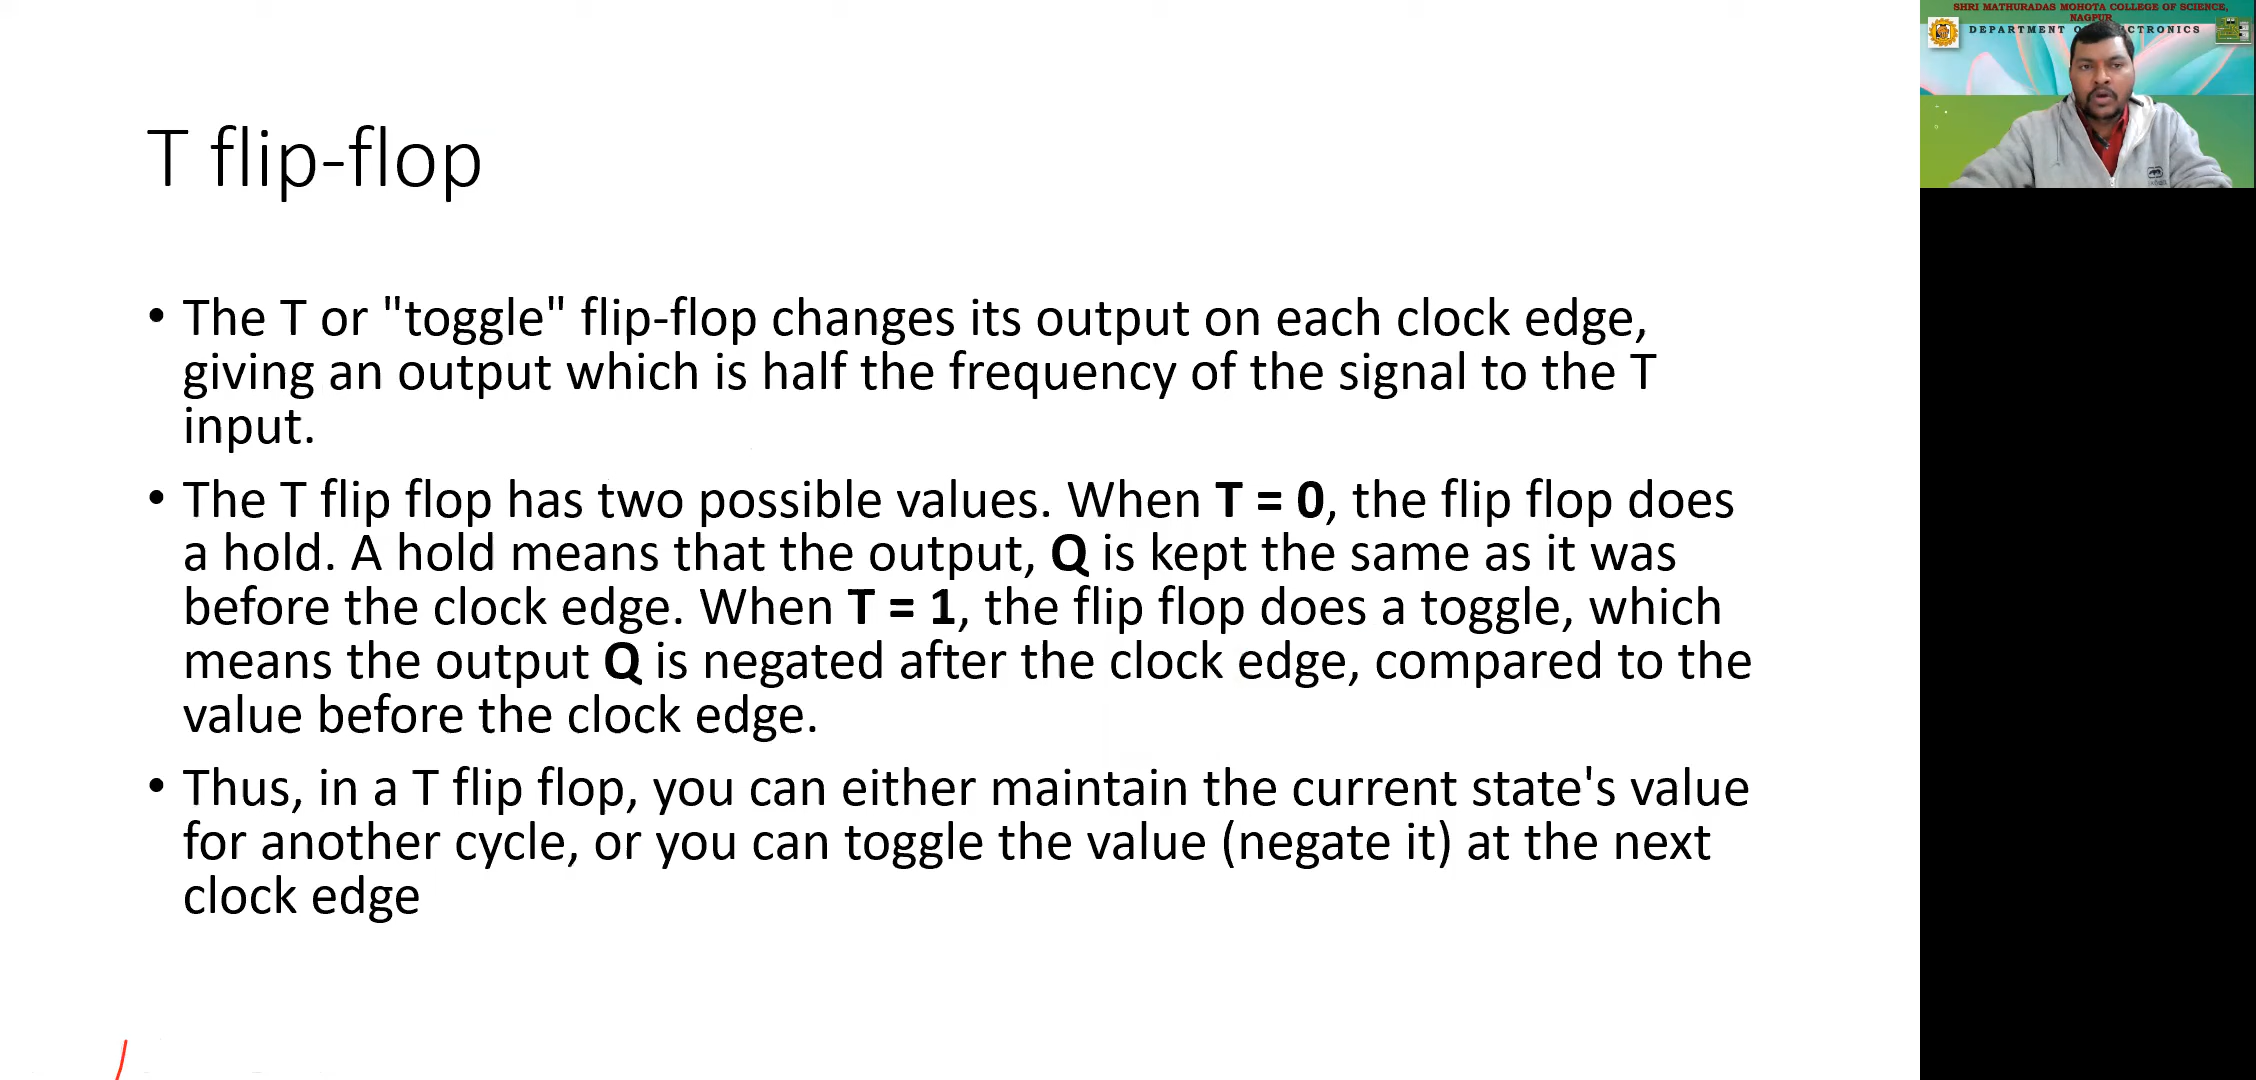 T flip-flop
• The T or "toggle" flip-flop changes its output on each clock edge,
giving an output which is half the frequency of the signal to the T
input.
• The T flip flop has two possible values. When T = 0, the flip flop does
a hold. A hold means that the output, Q is kept the same as it was
before the clock edge. When T = 1, the flip flop does a toggle, which
means the output Q is negated after the clock edge, compared to the
value before the clock edge.
• Thus, in a T flip flop, you can either maintain the current state's value
for another cycle, or you can toggle the value (negate it) at the next
clock edge
SHRI MATHURADAS MOHOTA COLLEGE OF SCIENCE,
NAGPUR
DEPARTMENT